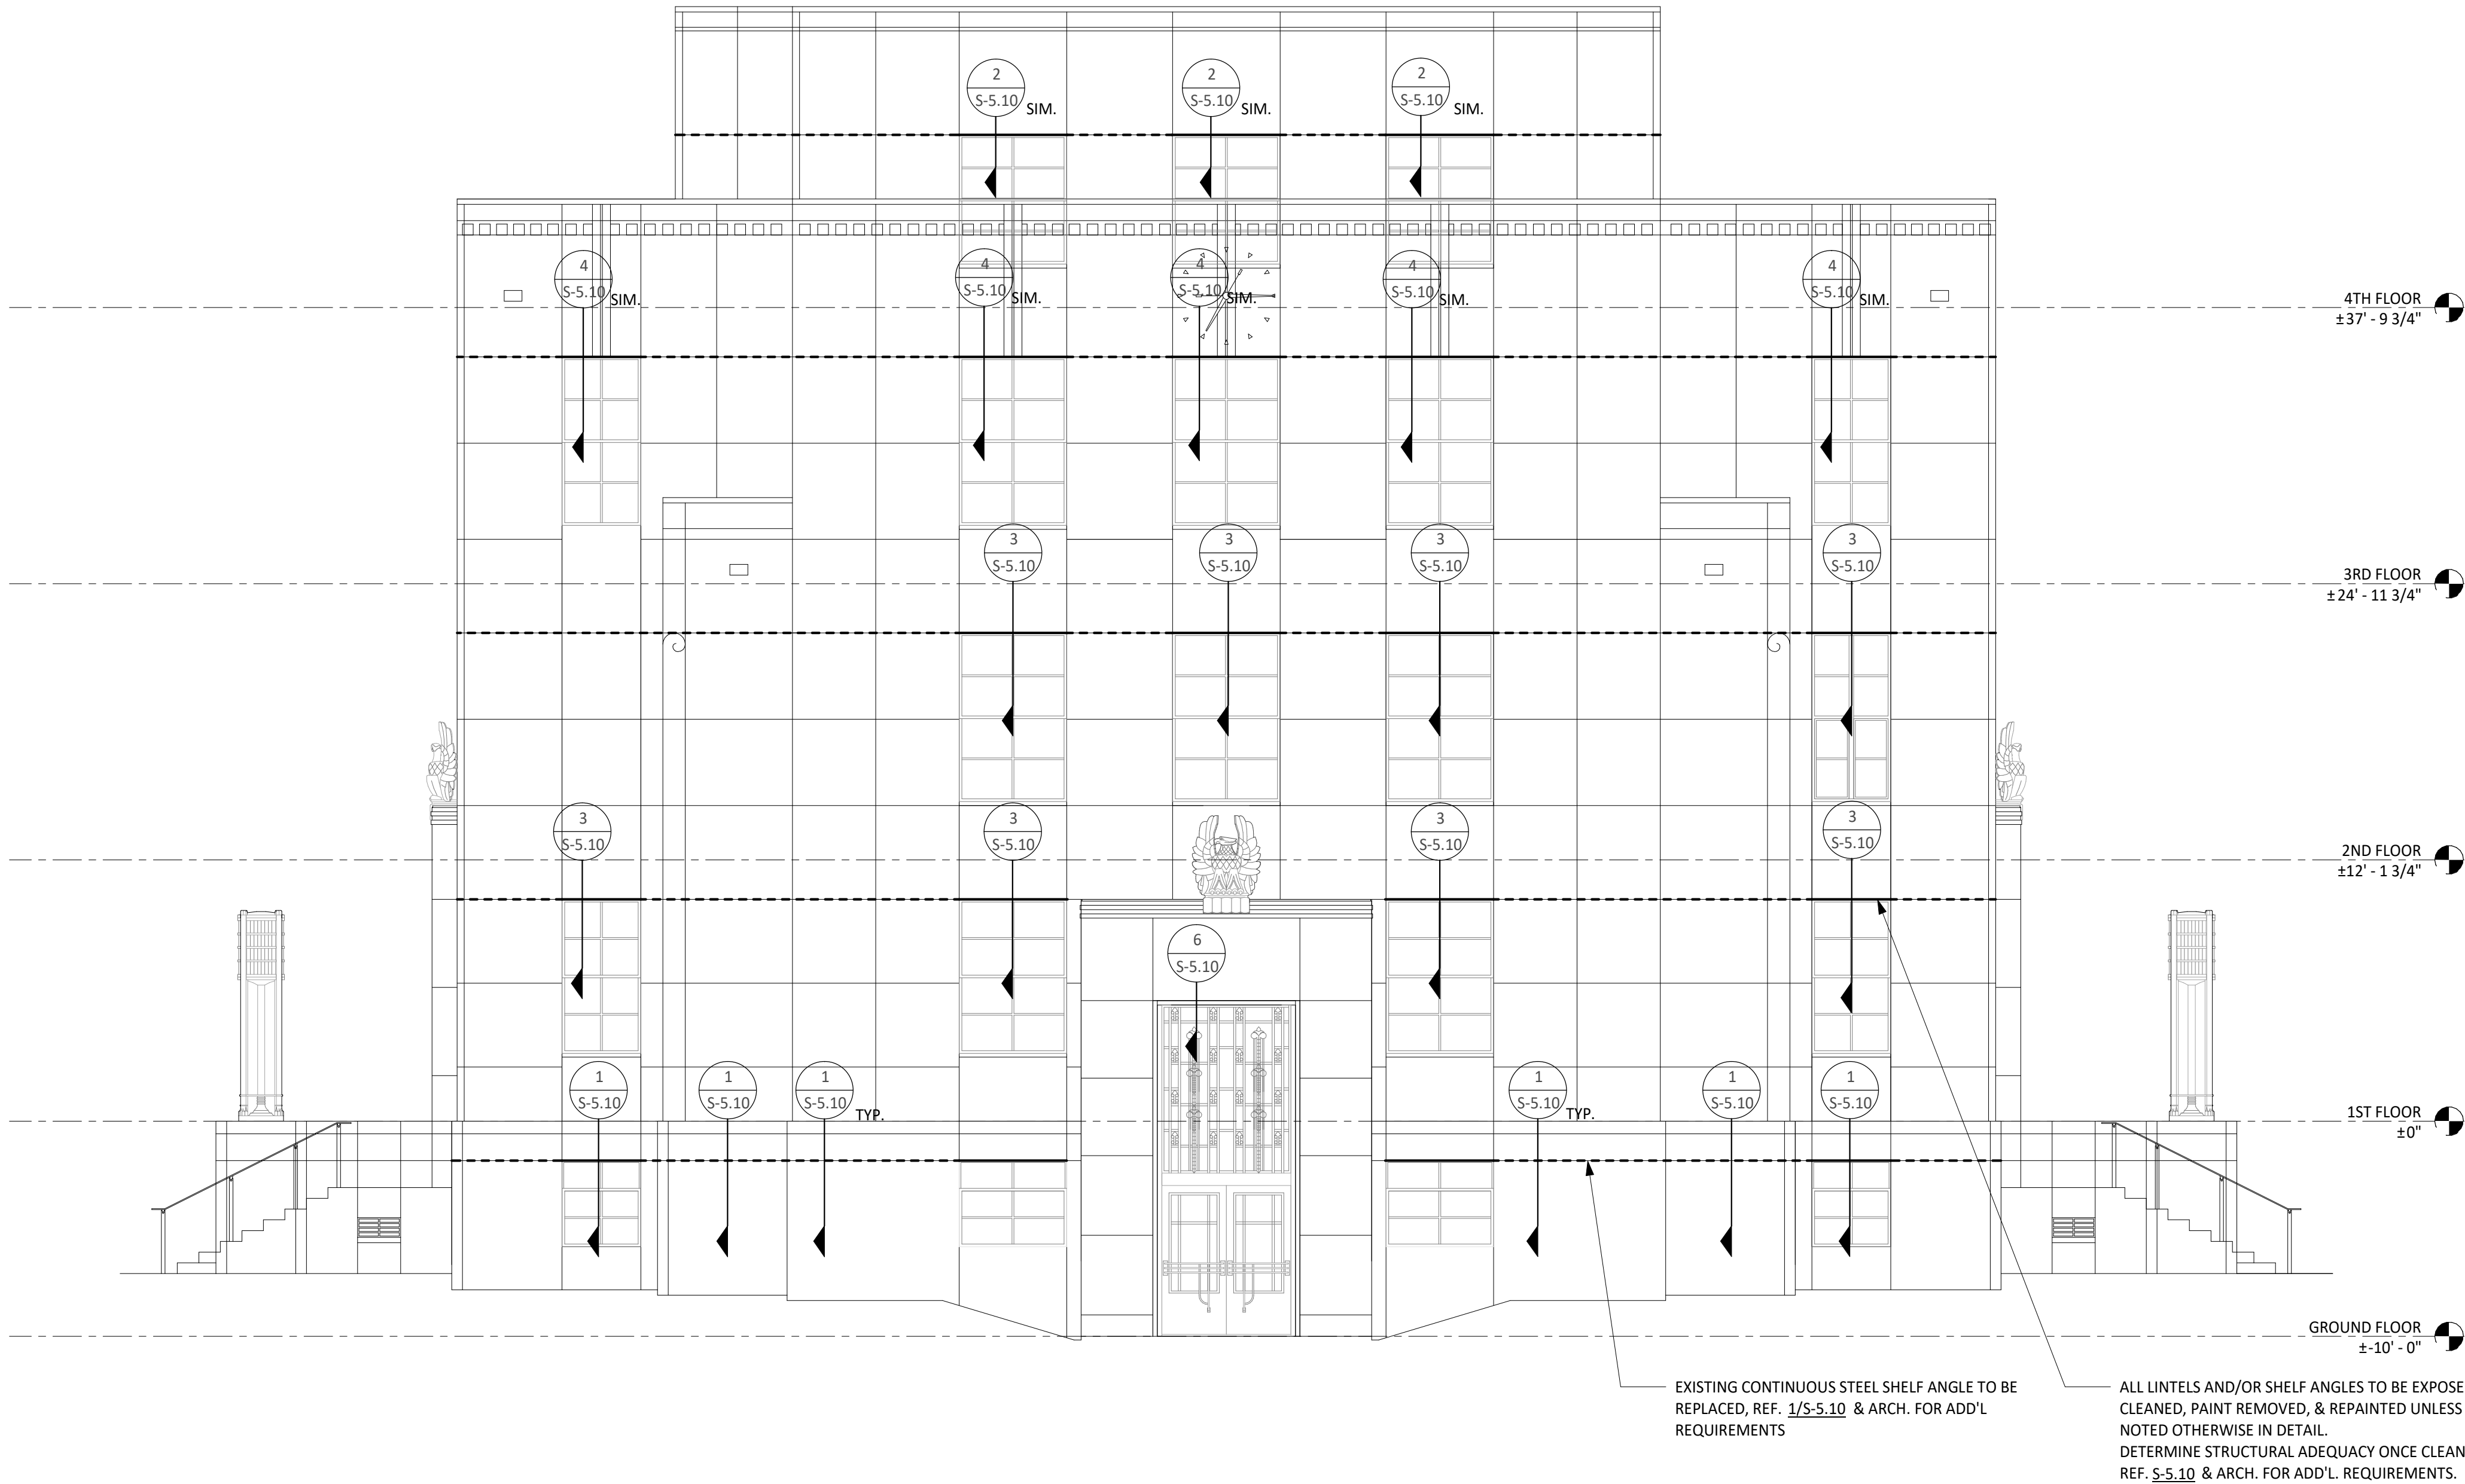 2
S-5.10
SIM.
2
S-5.10
SIM.
2
S-5.10
SIM.
4
S-5.10
SIM.
4
S-5.10
SIM.
4
S-5.10
SIM.
4
S-5.10
SIM.
4
S-5.10
SIM.
4TH FLOOR
±37' - 9 3/4"
3
S-5.10
3
S-5.10
3
S-5.10
3
S-5.10
3RD FLOOR
±24' - 11 3/4"
3
S-5.10
3
S-5.10
3
S-5.10
3
S-5.10
2ND FLOOR
±12' - 1 3/4"
6
S-5.10
1
S-5.10
1
S-5.10
1
S-5.10
TYP.
1
S-5.10
TYP.
1
S-5.10
1
S-5.10
1ST FLOOR
±0"
GROUND FLOOR
±-10' - 0"
EXISTING CONTINUOUS STEEL SHELF ANGLE TO BE
REPLACED, REF. 1/S-5.10 & ARCH. FOR ADD'L
REQUIREMENTS
ALL LINTELS AND/OR SHELF ANGLES TO BE EXPOSE
CLEANED, PAINT REMOVED, & REPAINTED UNLESS
NOTED OTHERWISE IN DETAIL.
DETERMINE STRUCTURAL ADEQUACY ONCE CLEAN
REF. S-5.10 & ARCH. FOR ADD'L. REQUIREMENTS.